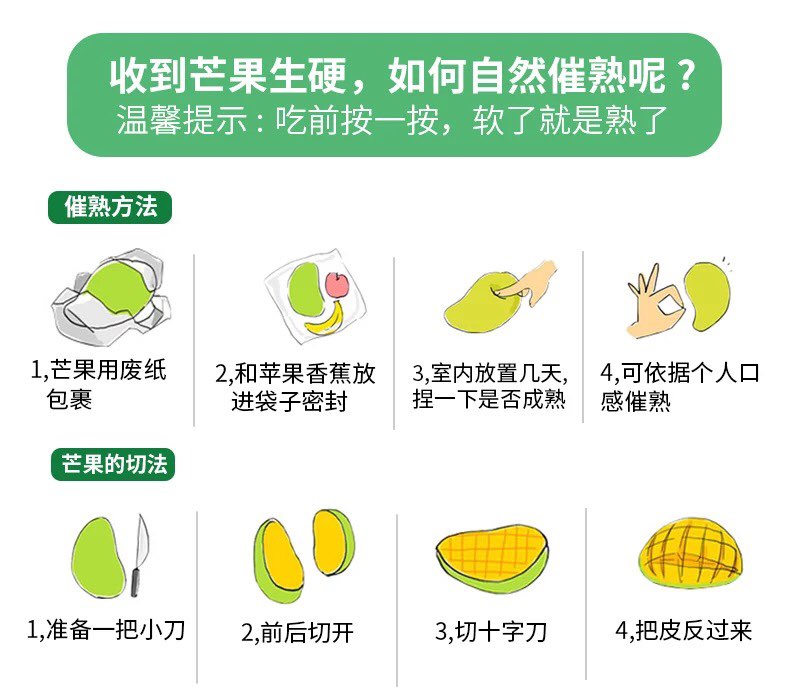 收到芒果生硬，如何自然催熟呢？
温馨提示：吃前按一按，软了就是熟了
催熟方法
1,芒果用废纸
包裹
2,和苹果香蕉放
进袋子密封
3,室内放置几天,
捏一下是否成熟
4,可依据个人口
感催熟
芒果的切法
1,准备一把小刀
2,前后切开
3,切十字刀
4,把皮反过来